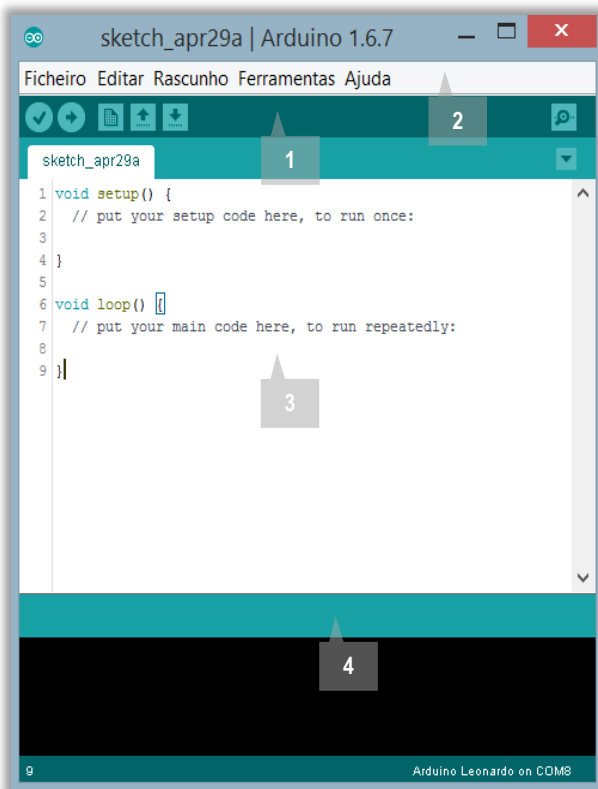 sketch_apr29a | Arduino 1.6.7
Ficheiro Editar Rascunho Ferramentas Ajuda
2
1
sketch_apr29a
1 void setup() {
2 // put your setup code here, to run once:
3
4 }
5
6 void loop() {
7 // put your main code here, to run repeatedly:
8
9 }
3
4
9 Arduino Leonardo on COM8